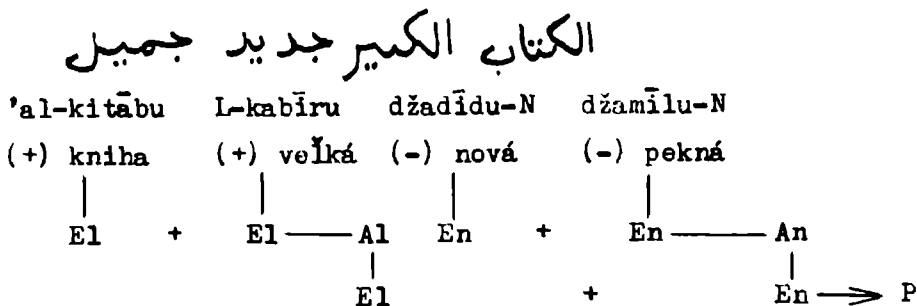 الكتاب الكبير جديد جميل
’al-kitābu L-kabīru džadīdu-N džamīlu-N
(+) kniha (+) veľká (-) nová (-) pekná
El + El Al En + En An
El + En P